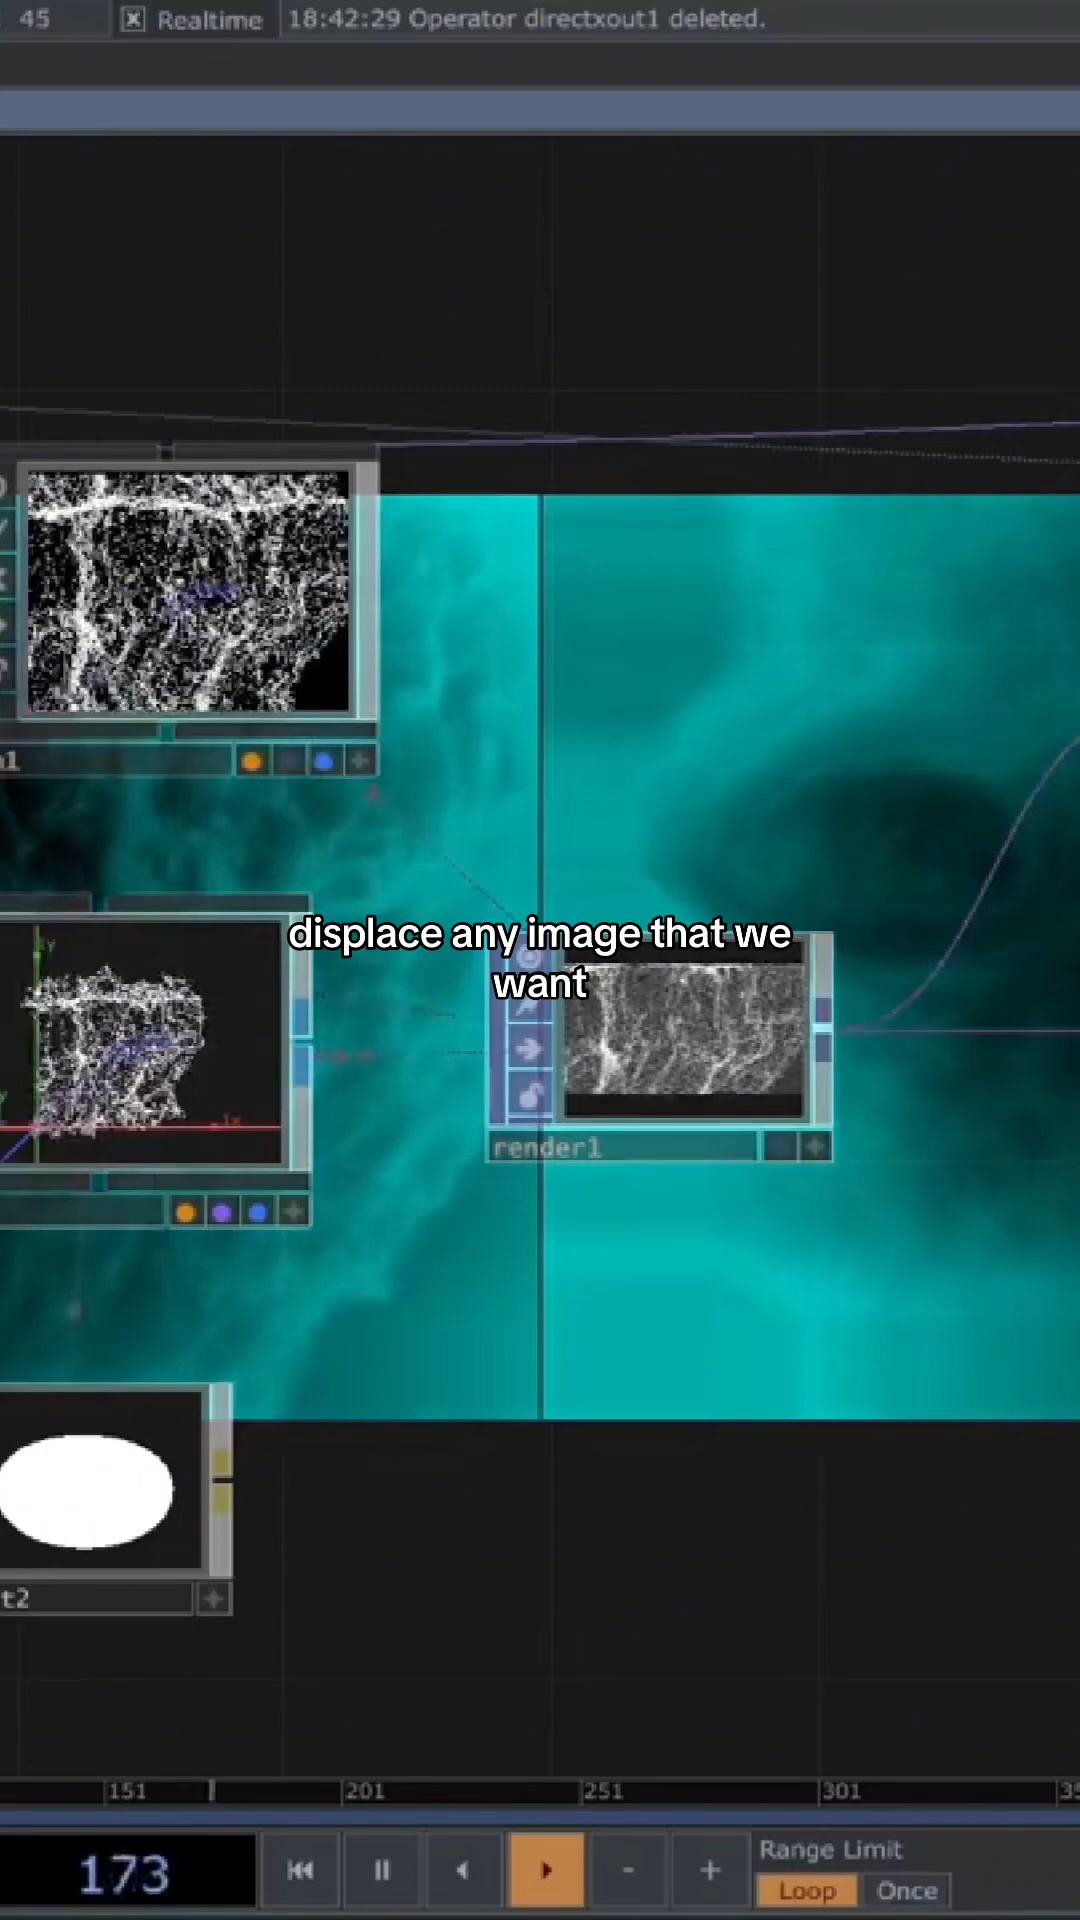 45 Realtime 18:42:29 Operator directxout1 deleted.
displace any image that we
want
render1
t2
151 201 251 301
173
Range Limit
Loop Once